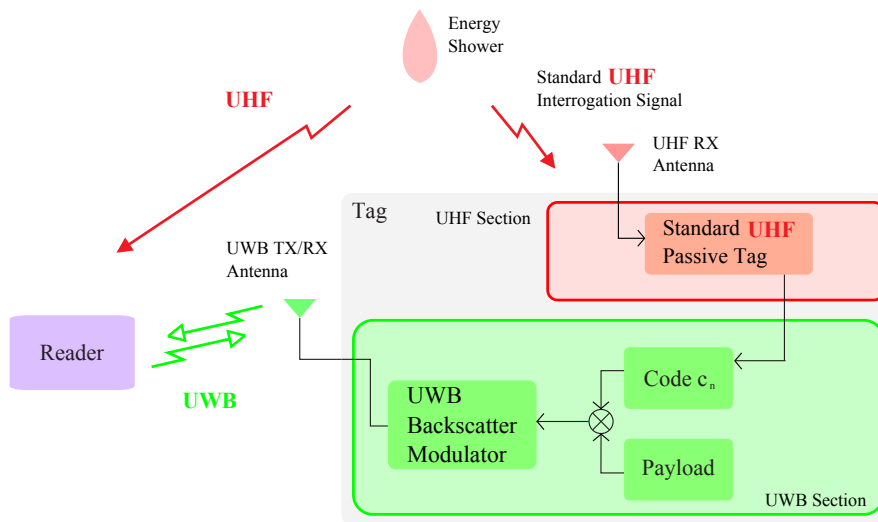 Energy
Shower
UHF
Standard UHF
Interrogation Signal
UHF RX
Antenna
Tag
UHF Section
Standard UHF
Passive Tag
UWB TX/RX
Antenna
Reader
UWB
UWB
Backscatter
Modulator
Code cₙ
Payload
UWB Section